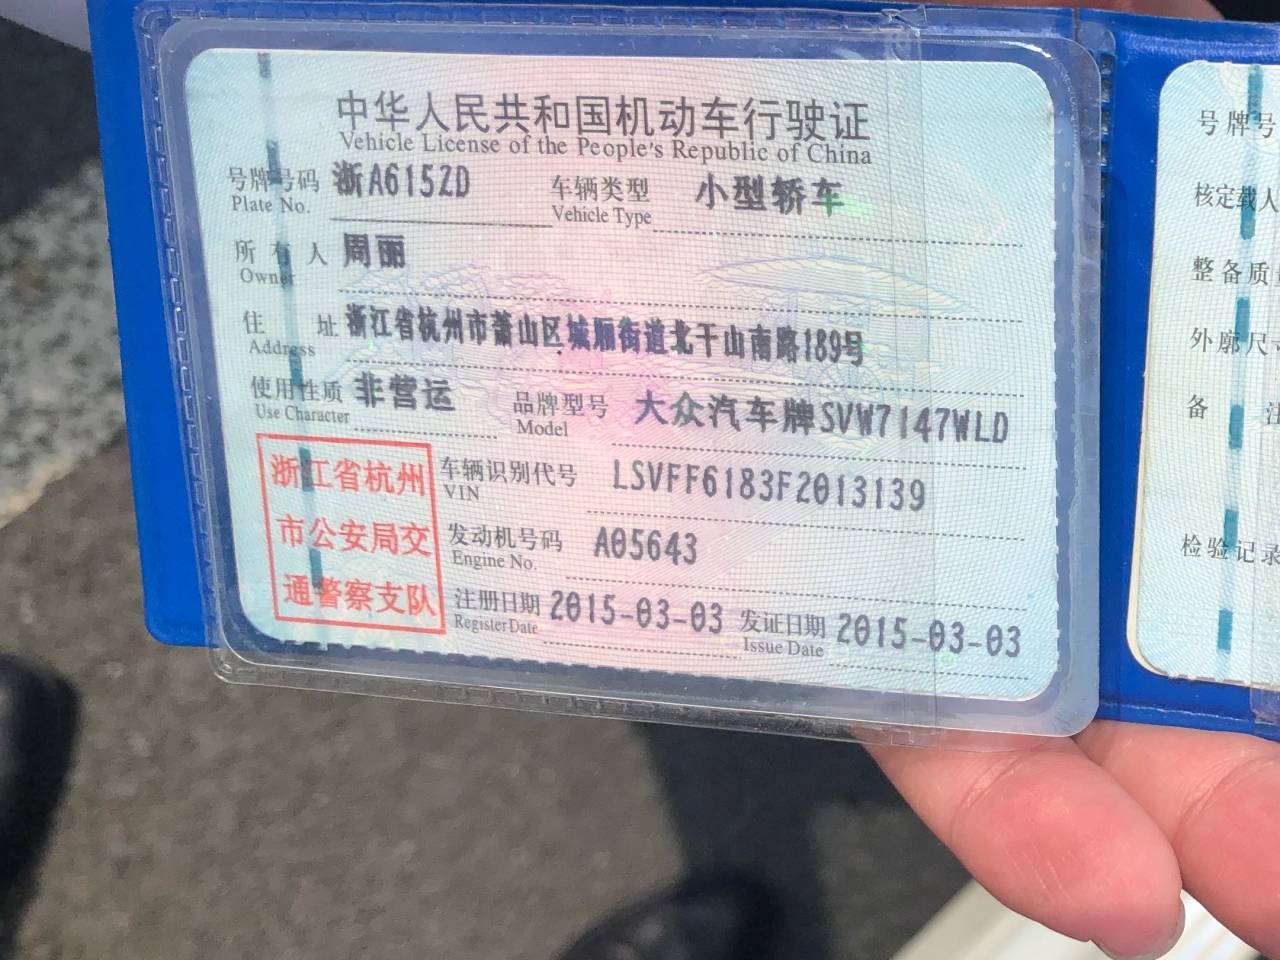 中华人民共和国机动车行驶证
Vehicle License of the People's Republic of China
号牌号码 浙A6152D 车辆类型 小型轿车
Plate No. Vehicle Type
所有人 周丽
Owner
住址 浙江省杭州市萧山区城厢街道北干山南路189号
Address
使用性质 非营运 品牌型号 大众汽车牌SVW7147WLD
Use Character Model
浙江省杭州
市公安局交
通警察支队
车辆识别代号 LSVFF6183F2013139
VIN
发动机号码 A05643
Engine No.
注册日期 2015-03-03 发证日期 2015-03-03
Register Date Issue Date
号牌号
核定载人
整备质
外廓尺
备
检验记录